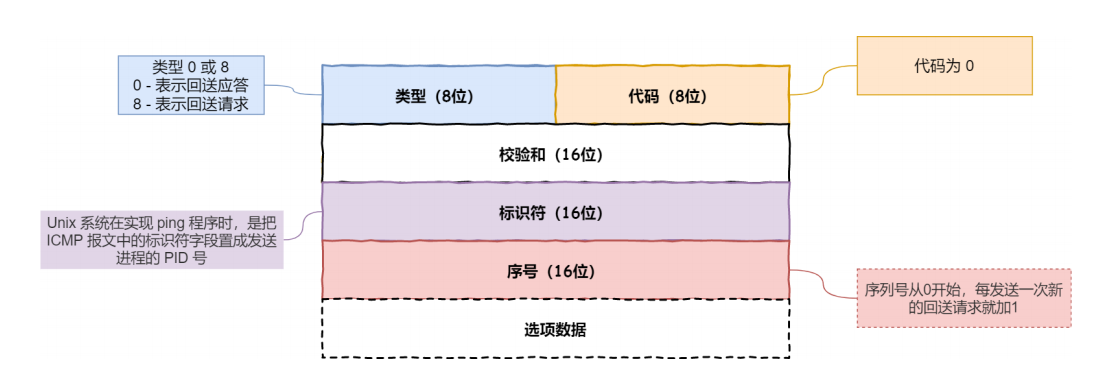 类型 0 或 8
0 - 表示回送应答
8 - 表示回送请求
类型（8位）
代码（8位）
代码为 0
校验和（16位）
Unix 系统在实现 ping 程序时，是把
ICMP 报文中的标识符字段置成发送
进程的 PID 号
标识符（16位）
序号（16位）
序列号从0开始，每发送一次新
的回送请求就加1
选项数据